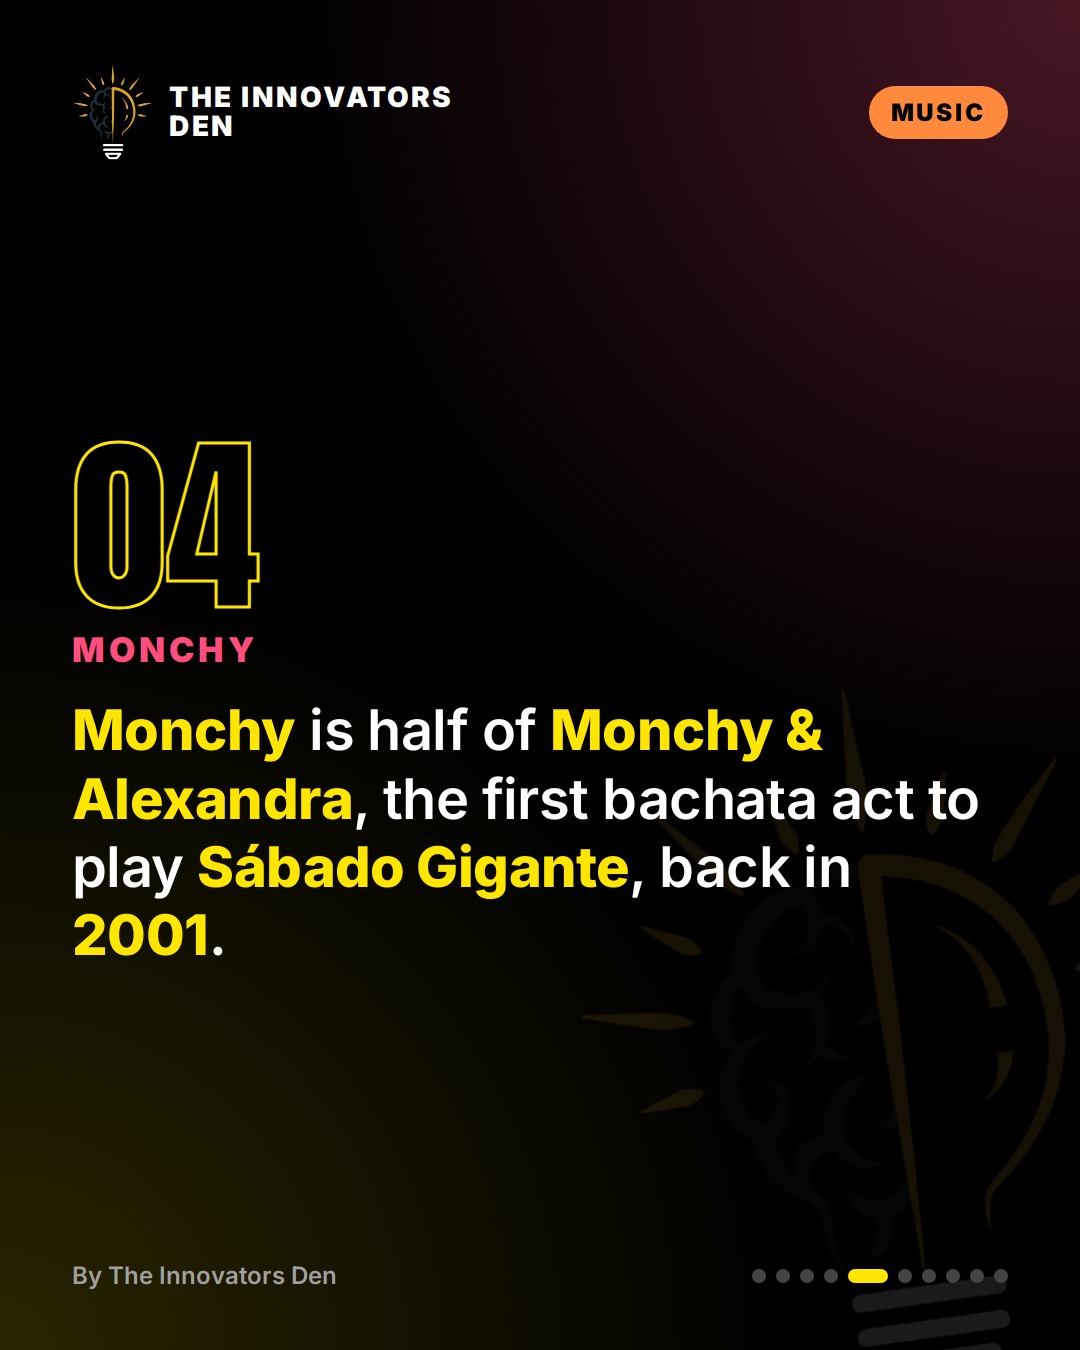 THE INNOVATORS
DEN
MUSIC
04
MONCHY
Monchy is half of Monchy &
Alexandra, the first bachata act to
play Sábado Gigante, back in
2001.
By The Innovators Den